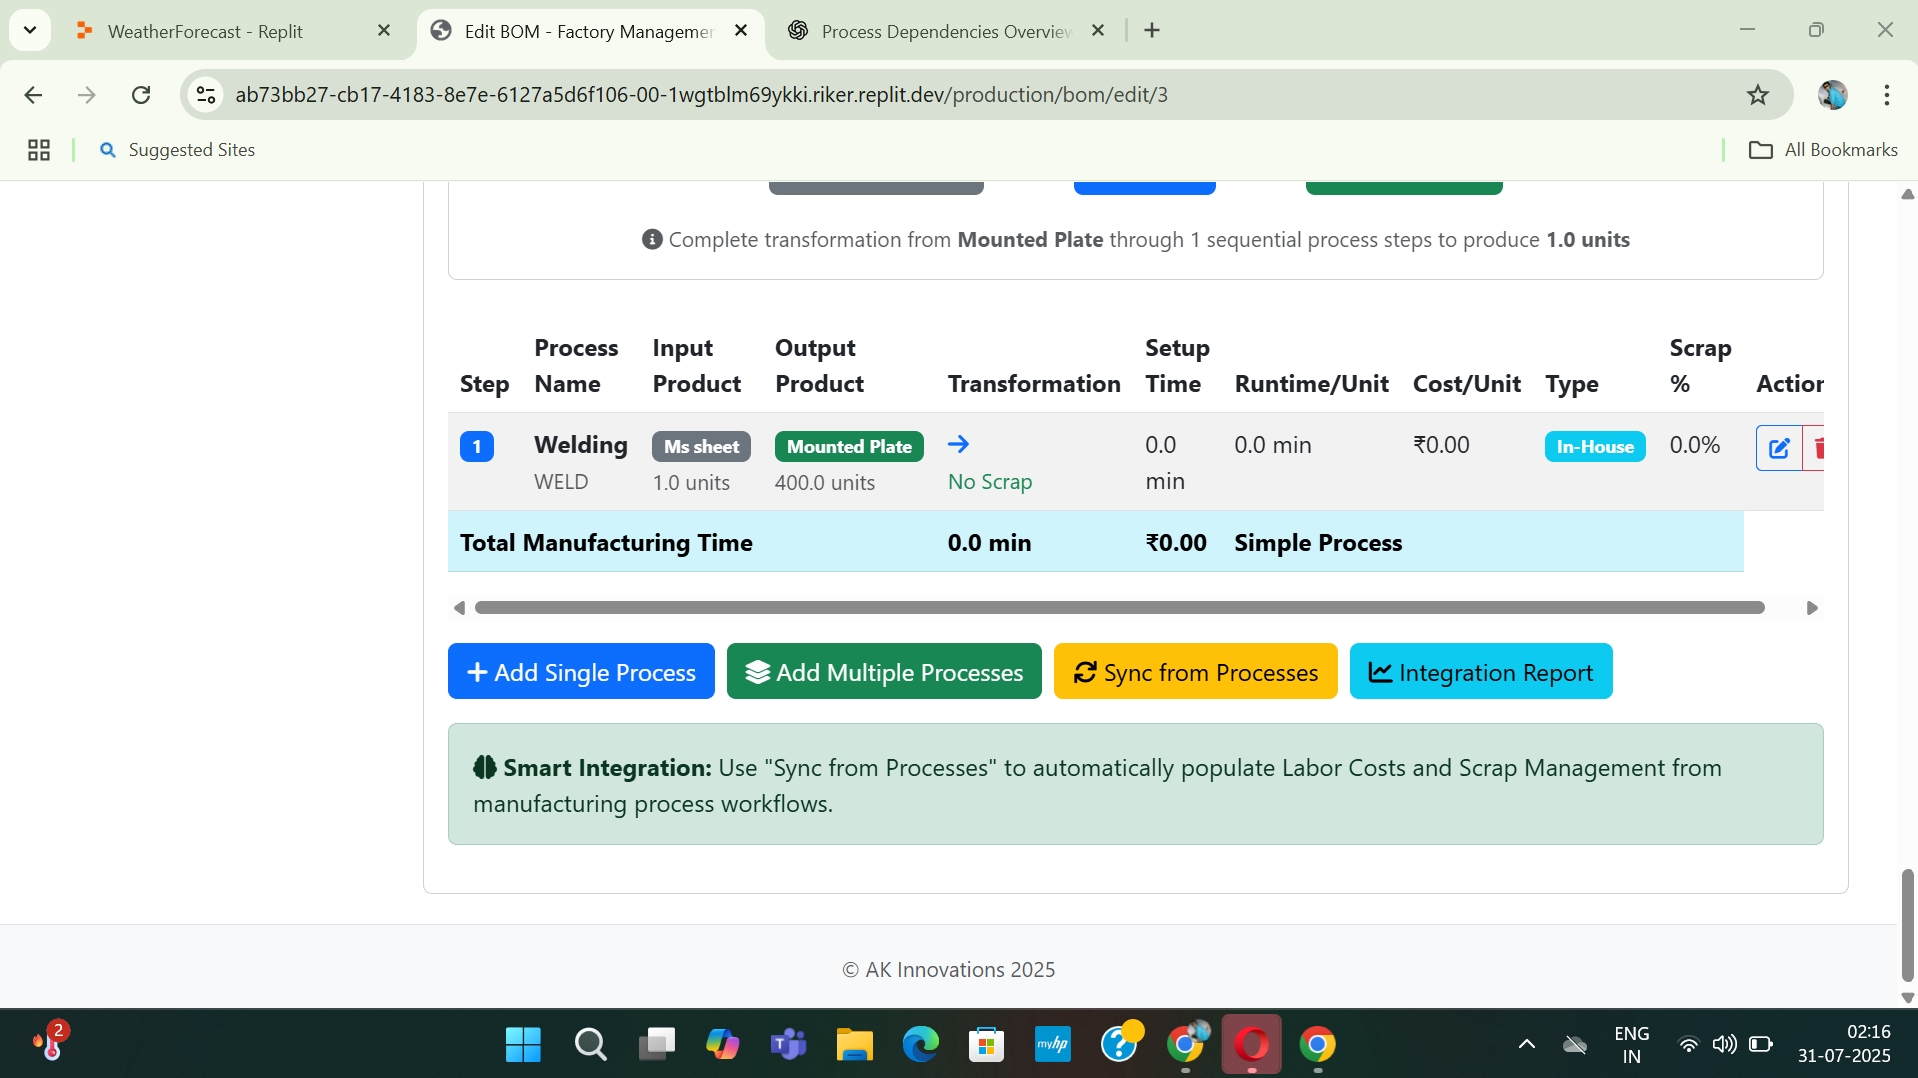 WeatherForecast - Replit
Edit BOM - Factory Managemer
Process Dependencies Overview
ab73bb27-cb17-4183-8e7e-6127a5d6f106-00-1wgtblm69ykki.riker.replit.dev/production/bom/edit/3
Suggested Sites
All Bookmarks
Complete transformation from Mounted Plate through 1 sequential process steps to produce 1.0 units
Step Process Name Input Product Output Product Transformation Setup Time Runtime/Unit Cost/Unit Type Scrap % Action
1 Welding Ms sheet Mounted Plate → 0.0 min 0.0 min ₹0.00 In-House 0.0%
WELD 1.0 units 400.0 units No Scrap
Total Manufacturing Time 0.0 min ₹0.00 Simple Process
+ Add Single Process
Add Multiple Processes
Sync from Processes
Integration Report
Smart Integration: Use "Sync from Processes" to automatically populate Labor Costs and Scrap Management from
manufacturing process workflows.
© AK Innovations 2025
2
myhp
ENG
IN
02:16
31-07-2025